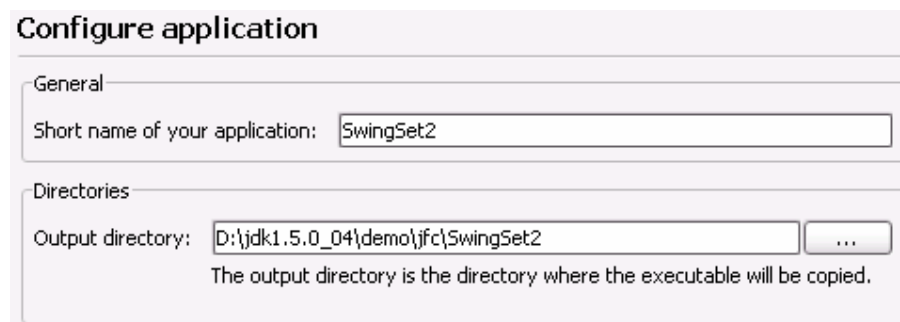 Configure application
General
Short name of your application: SwingSet2
Directories
Output directory: D:\jdk1.5.0_04\demo\jfc\SwingSet2 ...
The output directory is the directory where the executable will be copied.